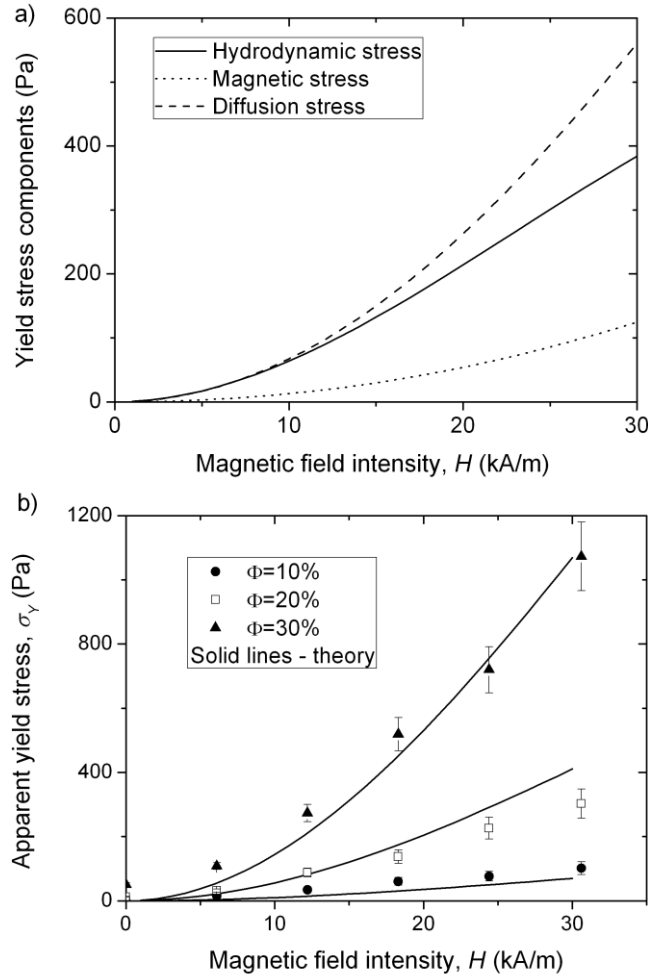 a)
600
400
200
0
Yield stress components (Pa)
Hydrodynamic stress
Magnetic stress
Diffusion stress
0 10 20 30
Magnetic field intensity, H (kA/m)
b)
1200
800
400
0
Apparent yield stress, σY (Pa)
Φ=10%
Φ=20%
Φ=30%
Solid lines - theory
0 10 20 30
Magnetic field intensity, H (kA/m)